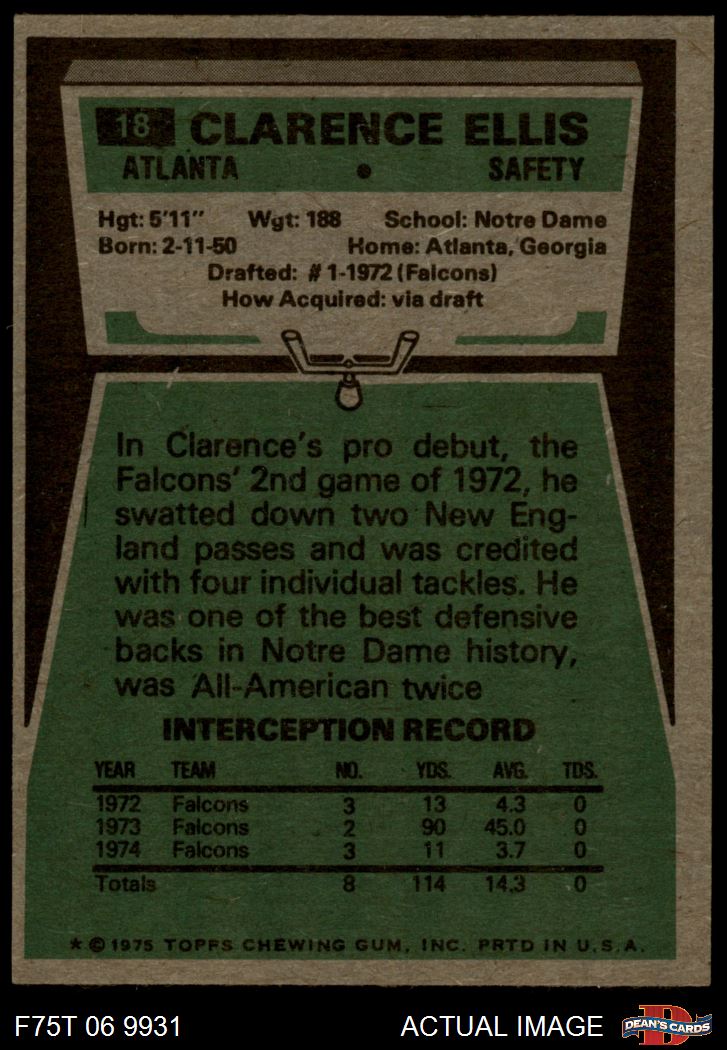 18 CLARENCE ELLIS
ATLANTA • SAFETY
Hgt: 5'11" Wgt: 188 School: Notre Dame
Born: 2-11-50 Home: Atlanta, Georgia
Drafted: #1-1972 (Falcons)
How Acquired: via draft
In Clarence's pro debut, the
Falcons' 2nd game of 1972, he
swatted down two New Eng-
land passes and was credited
with four individual tackles. He
was one of the best defensive
backs in Notre Dame history,
was All-American twice
INTERCEPTION RECORD
YEAR TEAM NO. YDS. AVG. TDS.
1972 Falcons 3 13 4.3 0
1973 Falcons 2 90 45.0 0
1974 Falcons 3 11 3.7 0
Totals 8 114 14.3 0
* © 1975 TOPPS CHEWING GUM, INC. PRTD IN U.S.A.
F75T 06 9931 ACTUAL IMAGE DEAN'S CARDS